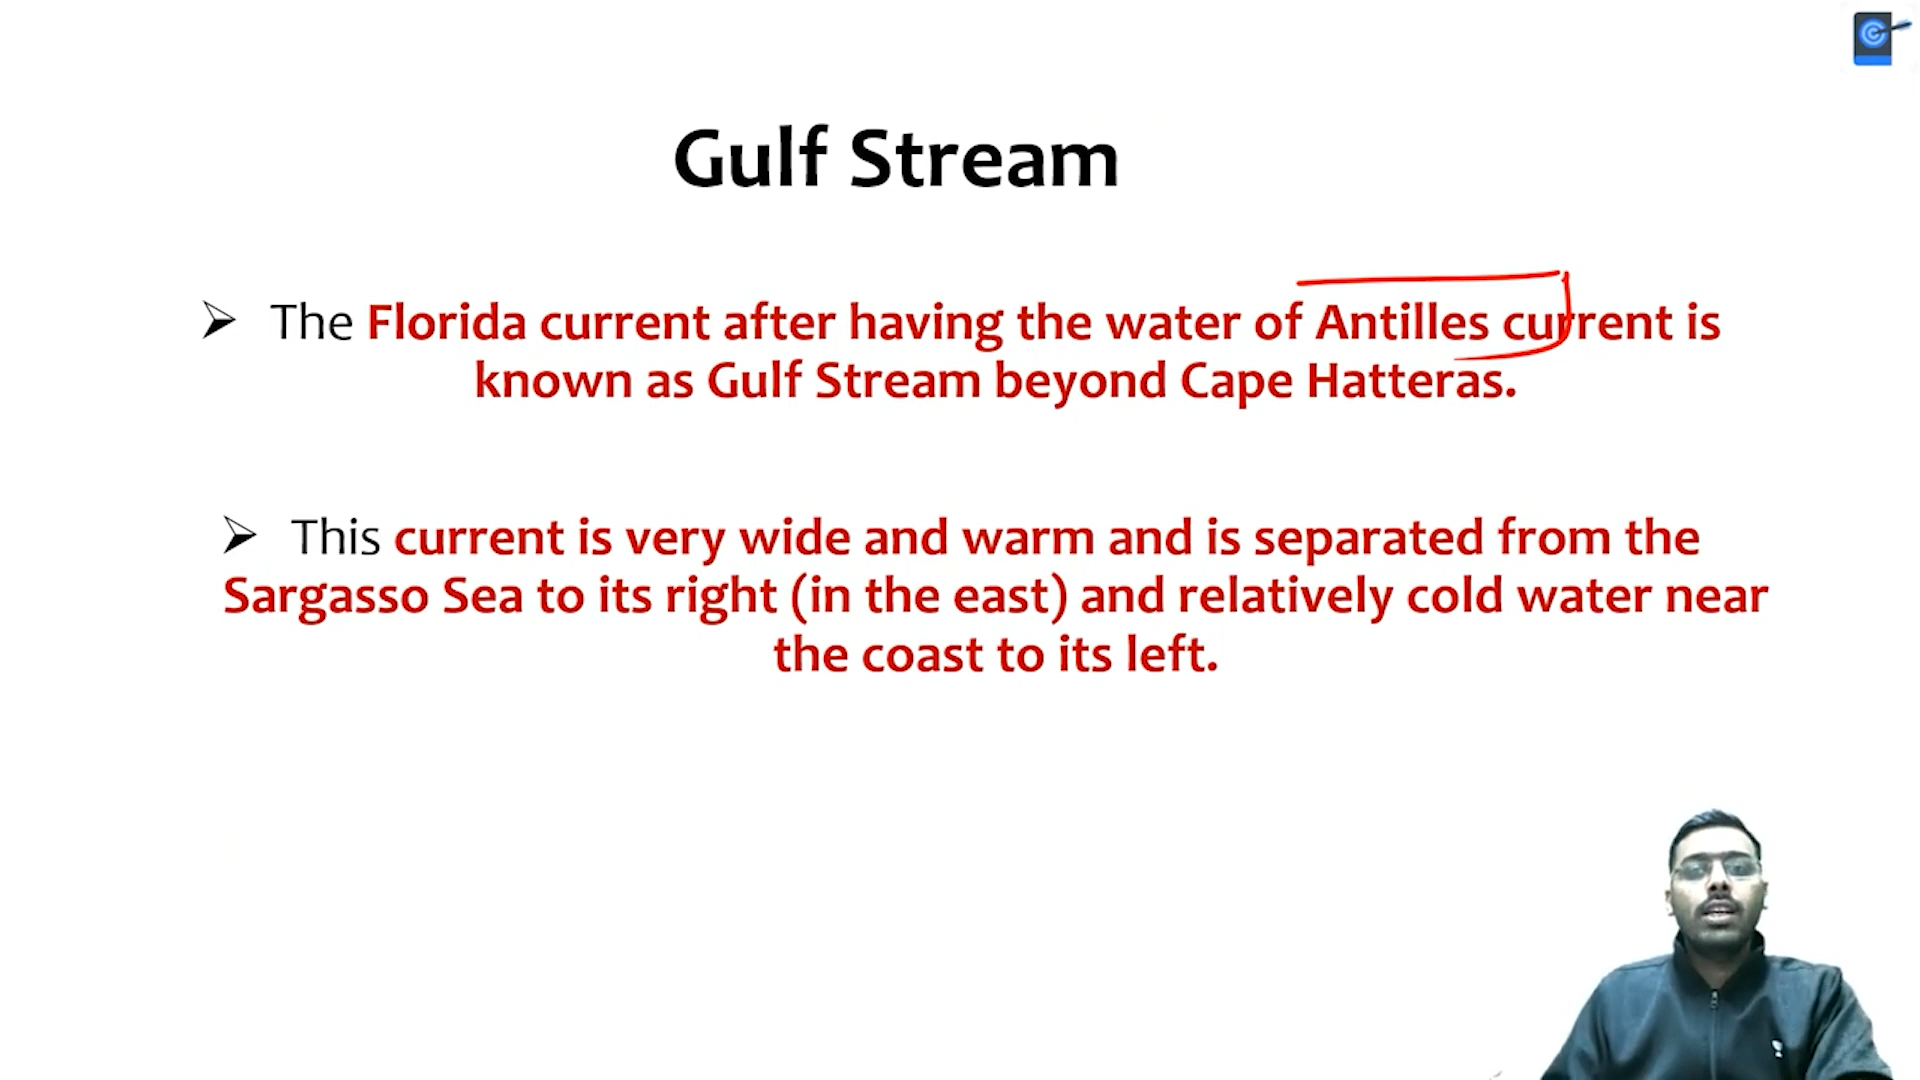 Gulf Stream
➢ The Florida current after having the water of Antilles current is
known as Gulf Stream beyond Cape Hatteras.
➢ This current is very wide and warm and is separated from the
Sargasso Sea to its right (in the east) and relatively cold water near
the coast to its left.